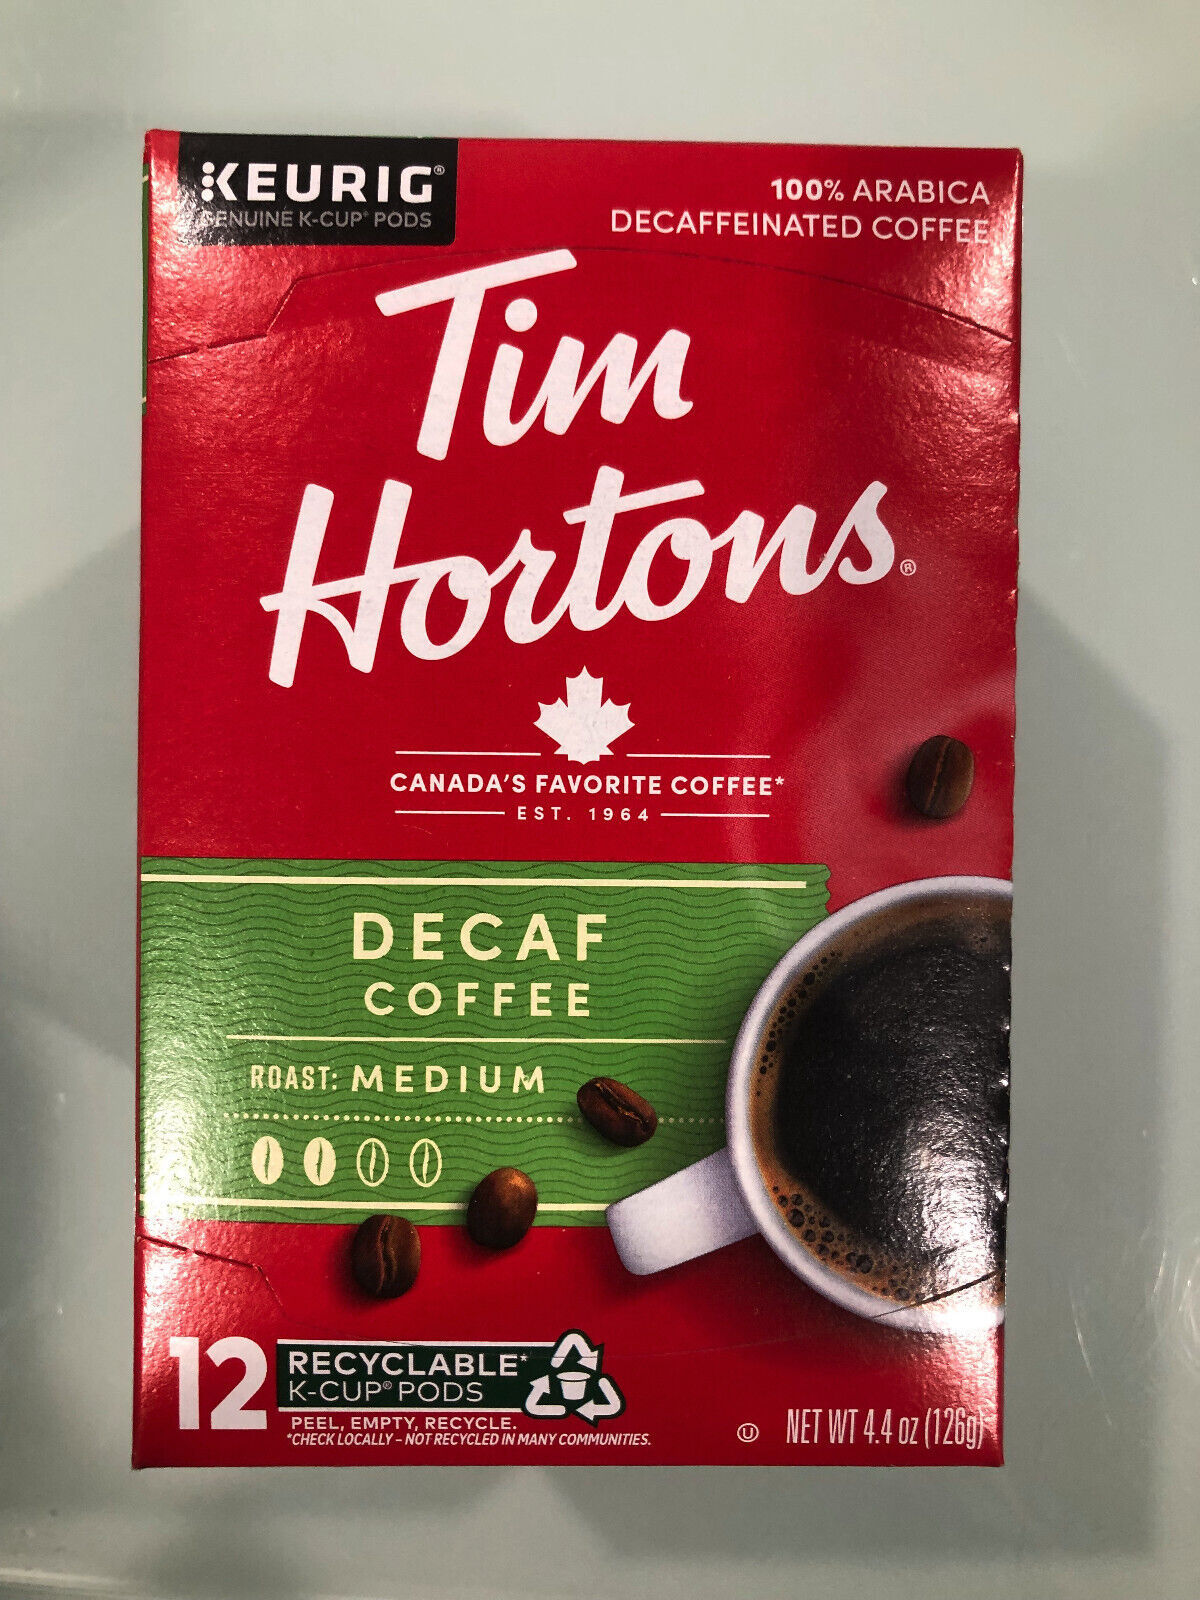 KEURIG®
GENUINE K-CUP® PODS
100% ARABICA
DECAFFEINATED COFFEE
Tim
Hortons®
CANADA'S FAVORITE COFFEE*
EST. 1964
DECAF
COFFEE
ROAST: MEDIUM
12
RECYCLABLE*
K-CUP® PODS
PEEL, EMPTY, RECYCLE.
*CHECK LOCALLY – NOT RECYCLED IN MANY COMMUNITIES.
U NET WT 4.4 oz (126g)